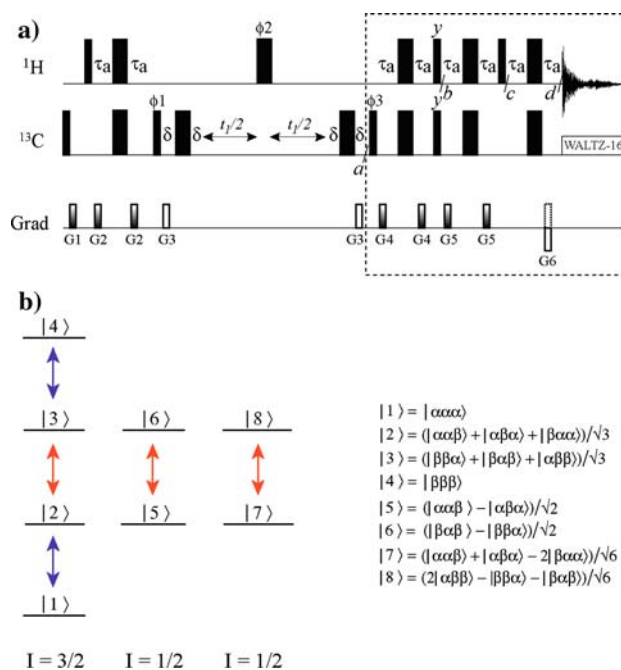 a)
ϕ2
y
¹H
τa
τa
τa
τa
τa
τa
b
c
d
ϕ1
ϕ3
y
¹³C
δ
δ
t₁/2
t₁/2
δ
δ
a
WALTZ-16
Grad
G1
G2
G2
G3
G3
G4
G4
G5
G5
G6
b)
|4⟩
|3⟩
|6⟩
|8⟩
|2⟩
|5⟩
|7⟩
|1⟩
I = 3/2
I = 1/2
I = 1/2
|1⟩ = |ααα⟩
|2⟩ = (|ααβ⟩ + |αβα⟩ + |βαα⟩)/√3
|3⟩ = (|ββα⟩ + |βαβ⟩ + |αββ⟩)/√3
|4⟩ = |βββ⟩
|5⟩ = (|ααβ⟩ − |αβα⟩)/√2
|6⟩ = (|βαβ⟩ − |ββα⟩)/√2
|7⟩ = (|ααβ⟩ + |αβα⟩ − 2|βαα⟩)/√6
|8⟩ = (2|αββ⟩ − |ββα⟩ − |βαβ⟩)/√6